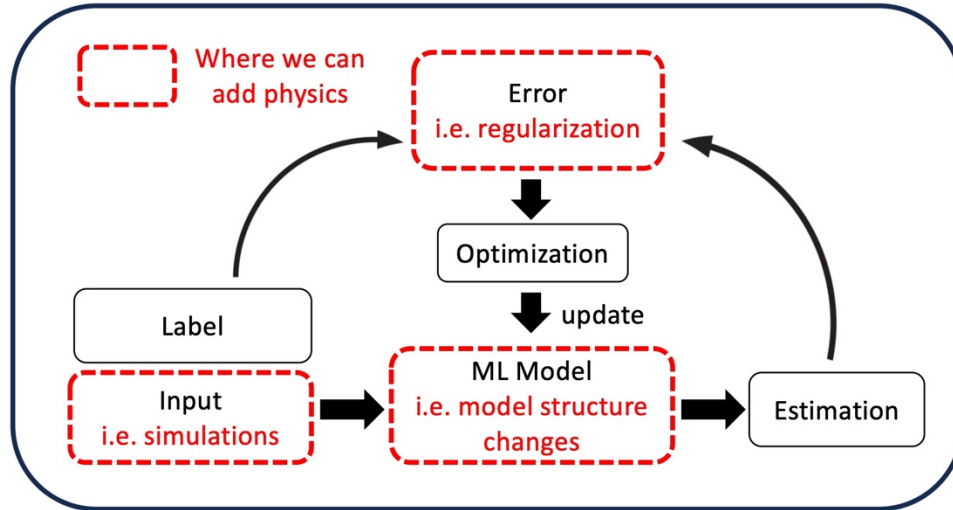 Where we can
add physics
Error
i.e. regularization
Optimization
update
Label
Input
i.e. simulations
ML Model
i.e. model structure
changes
Estimation